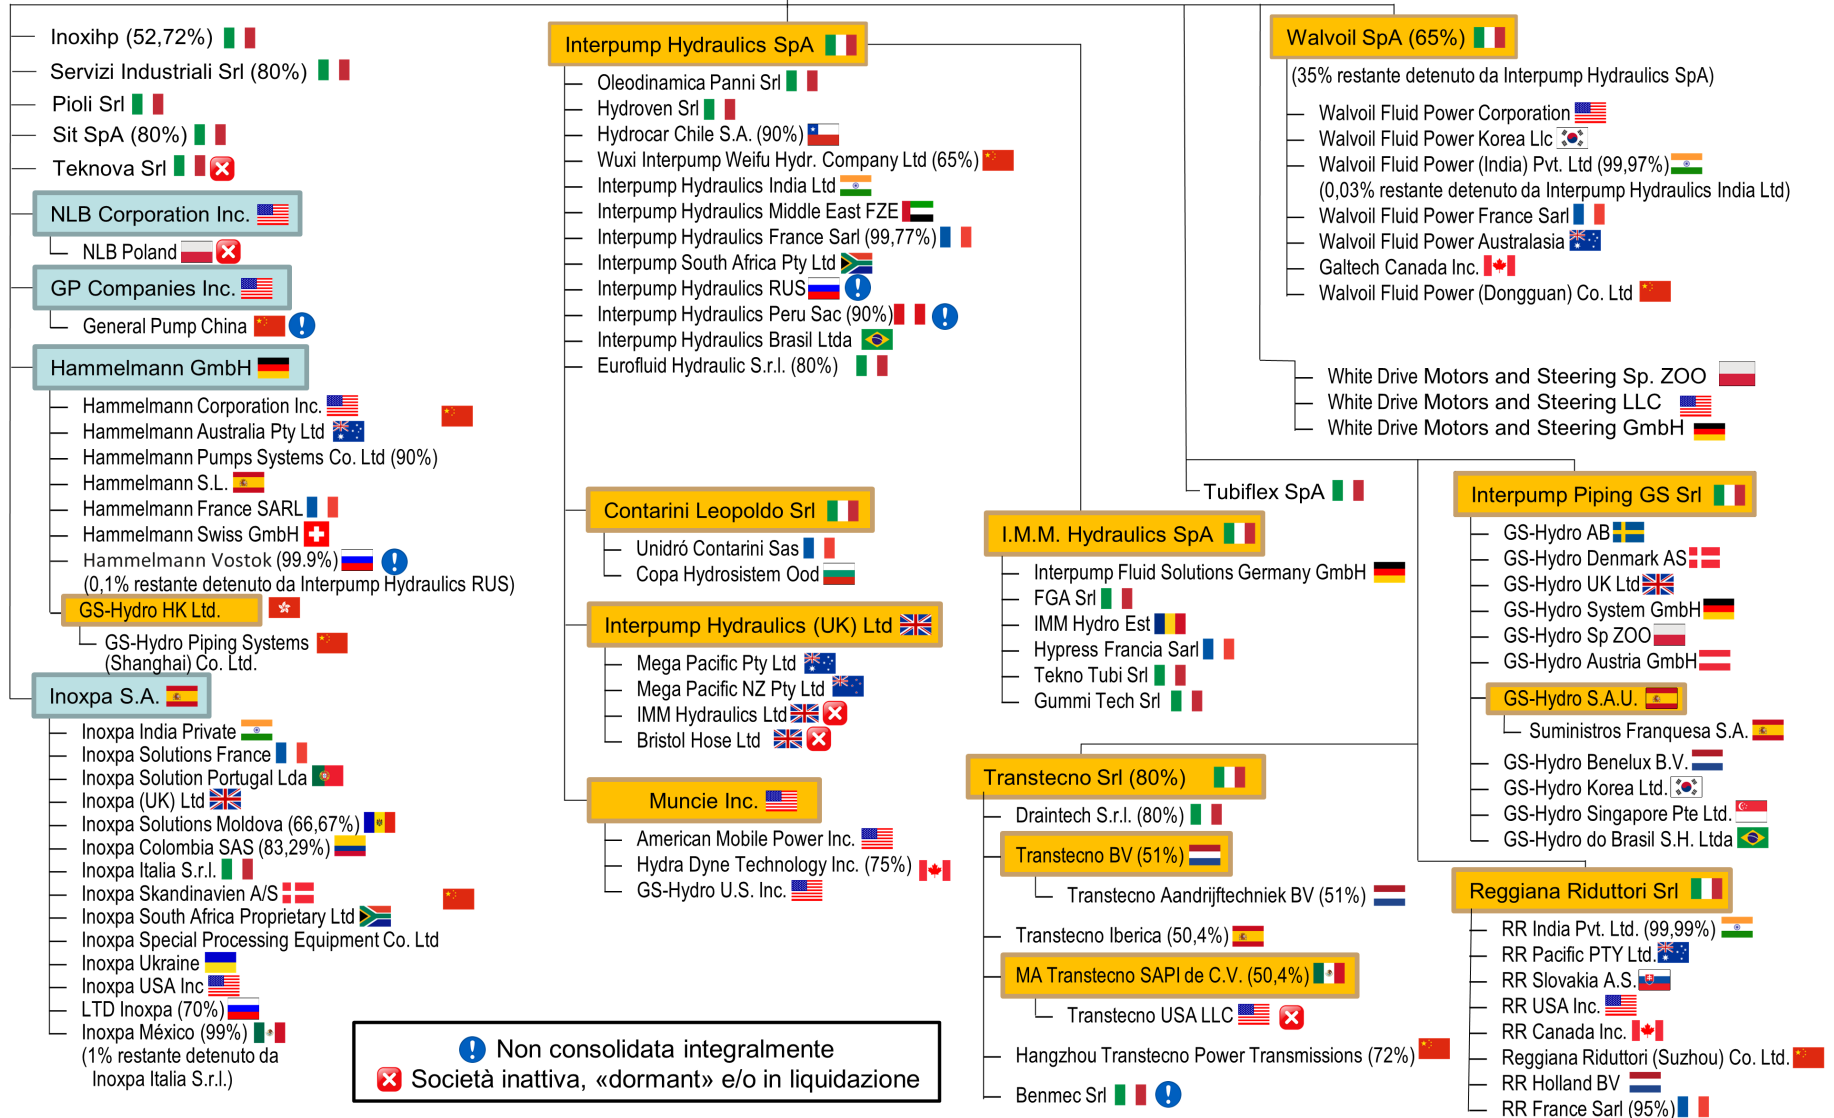 Inoxihp (52,72%)
Servizi Industriali Srl (80%)
Pioli Srl
Sit SpA (80%)
Teknova Srl
NLB Corporation Inc.
NLB Poland
GP Companies Inc.
General Pump China
Hammelmann GmbH
Hammelmann Corporation Inc.
Hammelmann Australia Pty Ltd
Hammelmann Pumps Systems Co. Ltd (90%)
Hammelmann S.L.
Hammelmann France SARL
Hammelmann Swiss GmbH
Hammelmann Vostok (99.9%)
(0,1% restante detenuto da Interpump Hydraulics RUS)
GS-Hydro HK Ltd.
GS-Hydro Piping Systems
(Shanghai) Co. Ltd.
Inoxpa S.A.
Inoxpa India Private
Inoxpa Solutions France
Inoxpa Solution Portugal Lda
Inoxpa (UK) Ltd
Inoxpa Solutions Moldova (66,67%)
Inoxpa Colombia SAS (83,29%)
Inoxpa Italia S.r.l.
Inoxpa Skandinavien A/S
Inoxpa South Africa Proprietary Ltd
Inoxpa Special Processing Equipment Co. Ltd
Inoxpa Ukraine
Inoxpa USA Inc
LTD Inoxpa (70%)
Inoxpa México (99%)
(1% restante detenuto da
Inoxpa Italia S.r.l.)
Interpump Hydraulics SpA
Oleodinamica Panni Srl
Hydroven Srl
Hydrocar Chile S.A. (90%)
Wuxi Interpump Weifu Hydr. Company Ltd (65%)
Interpump Hydraulics India Ltd
Interpump Hydraulics Middle East FZE
Interpump Hydraulics France Sarl (99,77%)
Interpump South Africa Pty Ltd
Interpump Hydraulics RUS
Interpump Hydraulics Peru Sac (90%)
Interpump Hydraulics Brasil Ltda
Eurofluid Hydraulic S.r.l. (80%)
Contarini Leopoldo Srl
Unidró Contarini Sas
Copa Hydrosistem Ood
Interpump Hydraulics (UK) Ltd
Mega Pacific Pty Ltd
Mega Pacific NZ Pty Ltd
IMM Hydraulics Ltd
Bristol Hose Ltd
Muncie Inc.
American Mobile Power Inc.
Hydra Dyne Technology Inc. (75%)
GS-Hydro U.S. Inc.
Non consolidata integralmente
Società inattiva, «dormant» e/o in liquidazione
Walvoil SpA (65%)
(35% restante detenuto da Interpump Hydraulics SpA)
Walvoil Fluid Power Corporation
Walvoil Fluid Power Korea Llc
Walvoil Fluid Power (India) Pvt. Ltd (99,97%)
(0,03% restante detenuto da Interpump Hydraulics India Ltd)
Walvoil Fluid Power France Sarl
Walvoil Fluid Power Australasia
Galtech Canada Inc.
Walvoil Fluid Power (Dongguan) Co. Ltd
White Drive Motors and Steering Sp. ZOO
White Drive Motors and Steering LLC
White Drive Motors and Steering GmbH
Tubiflex SpA
I.M.M. Hydraulics SpA
Interpump Fluid Solutions Germany GmbH
FGA Srl
IMM Hydro Est
Hypress Francia Sarl
Tekno Tubi Srl
Gummi Tech Srl
Transtecno Srl (80%)
Draintech S.r.l. (80%)
Transtecno BV (51%)
Transtecno Aandrijftechniek BV (51%)
Transtecno Iberica (50,4%)
MA Transtecno SAPI de C.V. (50,4%)
Transtecno USA LLC
Hangzhou Transtecno Power Transmissions (72%)
Benmec Srl
Interpump Piping GS Srl
GS-Hydro AB
GS-Hydro Denmark AS
GS-Hydro UK Ltd
GS-Hydro System GmbH
GS-Hydro Sp ZOO
GS-Hydro Austria GmbH
GS-Hydro S.A.U.
Suministros Franquesa S.A.
GS-Hydro Benelux B.V.
GS-Hydro Korea Ltd.
GS-Hydro Singapore Pte Ltd.
GS-Hydro do Brasil S.H. Ltda
Reggiana Riduttori Srl
RR India Pvt. Ltd. (99,99%)
RR Pacific PTY Ltd.
RR Slovakia A.S.
RR USA Inc.
RR Canada Inc.
Reggiana Riduttori (Suzhou) Co. Ltd.
RR Holland BV
RR France Sarl (95%)